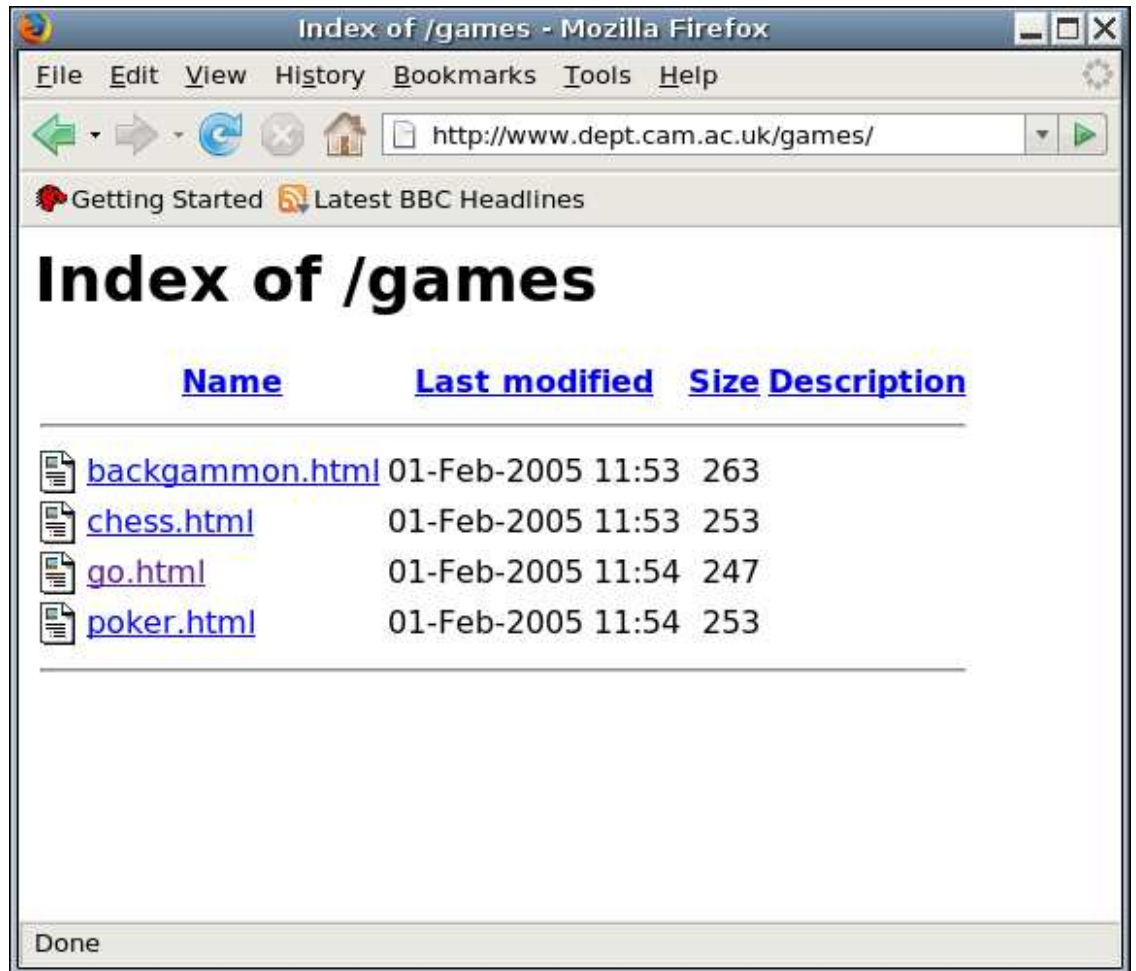 Index of /games - Mozilla Firefox
File Edit View History Bookmarks Tools Help
http://www.dept.cam.ac.uk/games/
Getting Started Latest BBC Headlines
Index of /games
Name Last modified Size Description
backgammon.html 01-Feb-2005 11:53 263
chess.html 01-Feb-2005 11:53 253
go.html 01-Feb-2005 11:54 247
poker.html 01-Feb-2005 11:54 253
Done